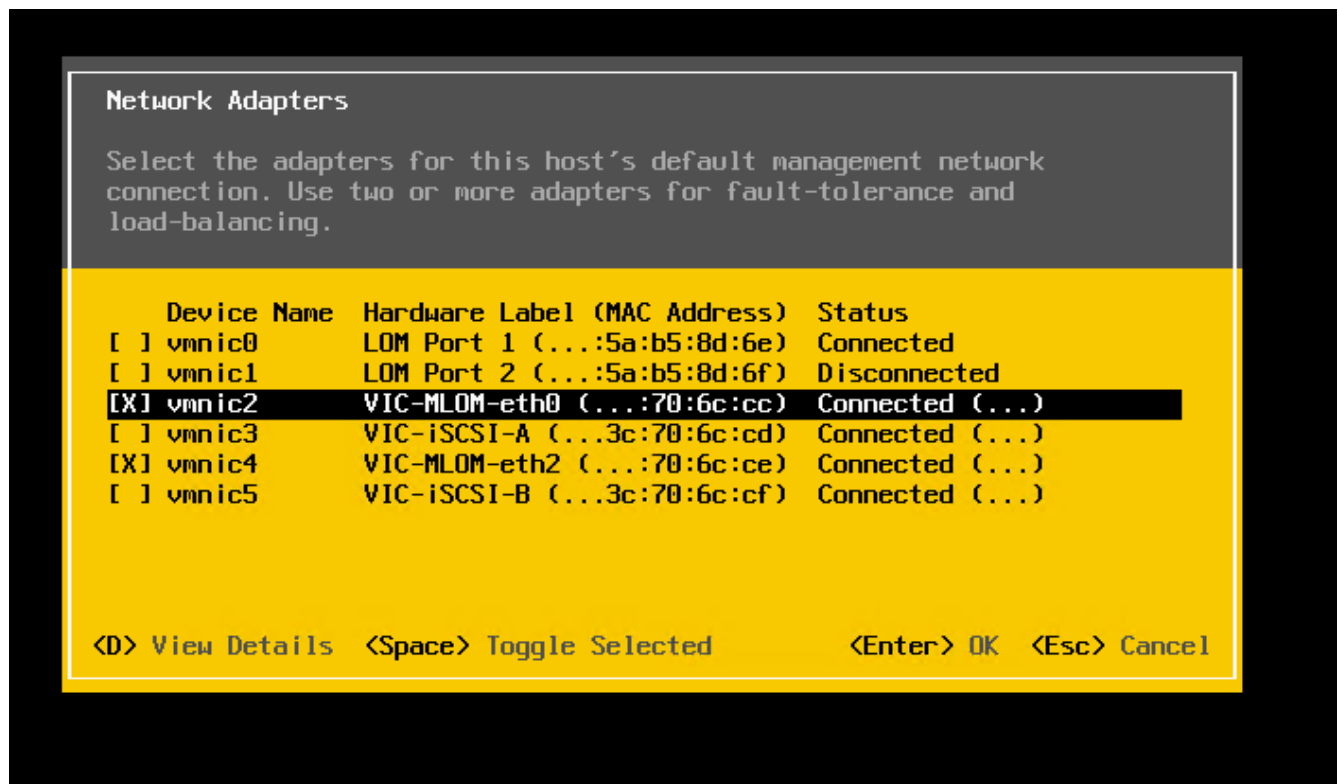 Network Adapters
Select the adapters for this host's default management network
connection. Use two or more adapters for fault-tolerance and
load-balancing.
Device Name Hardware Label (MAC Address) Status
[ ] vmnic0 LOM Port 1 (...:5a:b5:8d:6e) Connected
[ ] vmnic1 LOM Port 2 (...:5a:b5:8d:6f) Disconnected
[X] vmnic2 VIC-MLOM-eth0 (...:70:6c:cc) Connected (...)
[ ] vmnic3 VIC-iSCSI-A (...3c:70:6c:cd) Connected (...)
[X] vmnic4 VIC-MLOM-eth2 (...:70:6c:ce) Connected (...)
[ ] vmnic5 VIC-iSCSI-B (...3c:70:6c:cf) Connected (...)
<D> View Details <Space> Toggle Selected <Enter> OK <Esc> Cancel